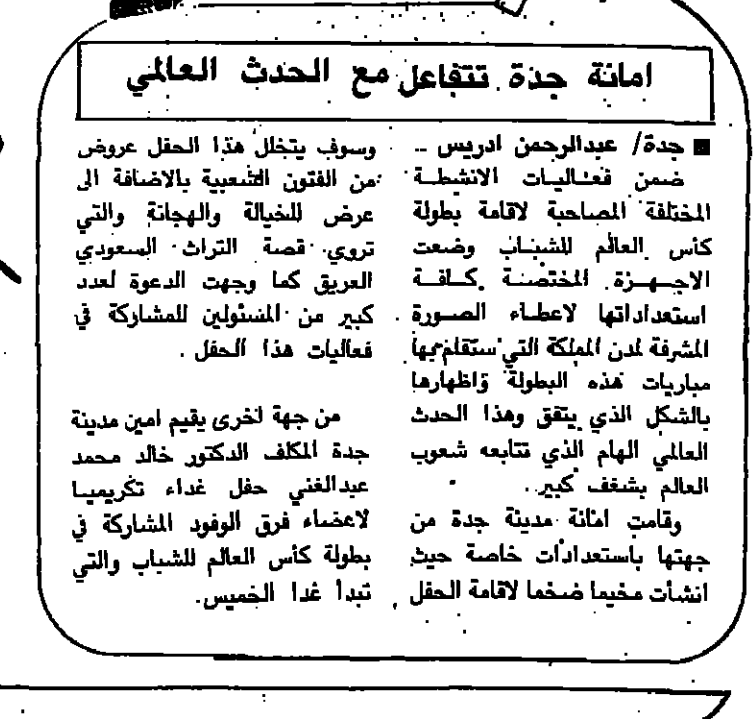 امانة جدة تتفاعل مع الحدث العالمي
■ جدة/ عبدالرحمن ادريس ــ
ضمن فعاليات الانشطة
المختلفة المصاحبة لاقامة بطولة
كأس العالم للشباب وضعت
الاجهزة المختصة كافة
استعداداتها لاعطاء الصورة
المشرفة لمدن المملكة التي ستقام بها
مباريات هذه البطولة واظهارها
بالشكل الذي يتفق وهذا الحدث
العالمي الهام الذي تتابعه شعوب
العالم بشغف كبير..
وقامت امانة مدينة جدة من
جهتها باستعدادات خاصة حيث
انشأت مخيما ضخما لاقامة الحفل
وسوف يتخلل هذا الحفل عروض
من الفنون الشعبية بالاضافة الى
عرض للخيالة والهجانة والتي
تروي قصة التراث السعودي
العريق كما وجهت الدعوة لعدد
كبير من المسئولين للمشاركة في
فعاليات هذا الحفل .
من جهة اخرى يقيم امين مدينة
جدة المكلف الدكتور خالد محمد
عبدالغني حفل غداء تكريميا
لاعضاء فرق الوفود المشاركة في
بطولة كأس العالم للشباب والتي
تبدأ غدا الخميس.